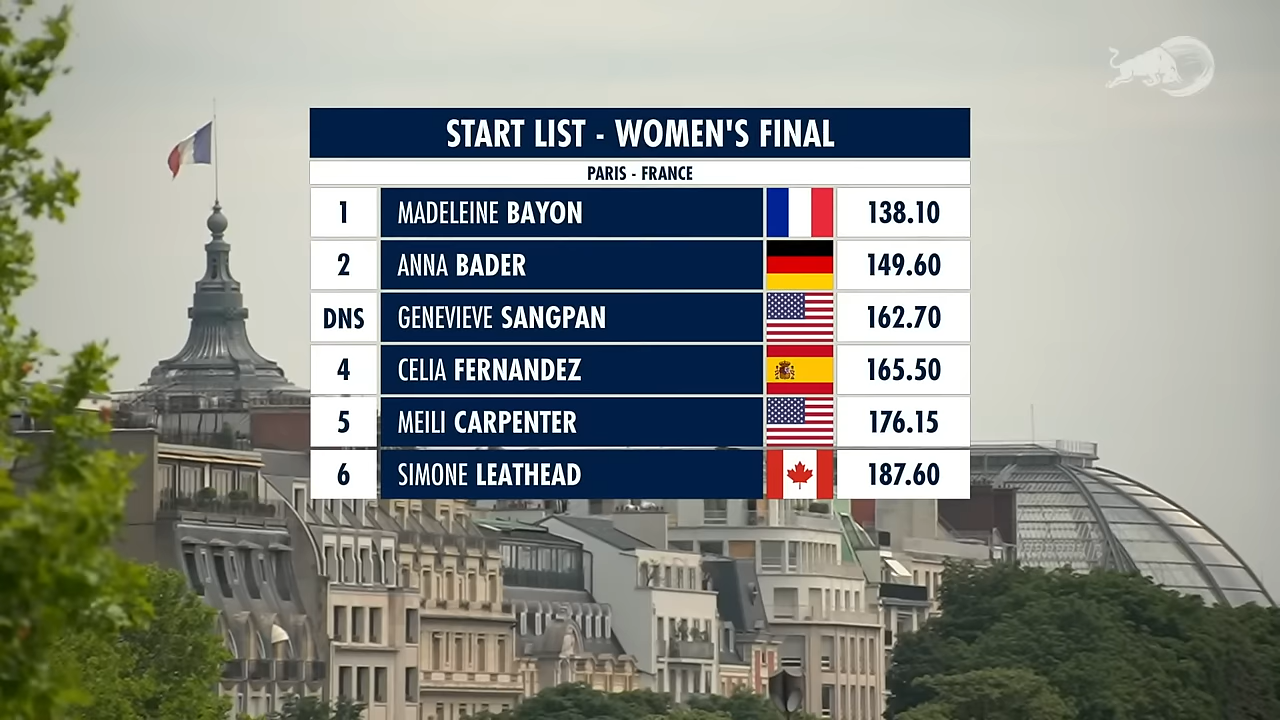 START LIST - WOMEN'S FINAL
PARIS - FRANCE
1 MADELEINE BAYON 138.10
2 ANNA BADER 149.60
DNS GENEVIEVE SANGPAN 162.70
4 CELIA FERNANDEZ 165.50
5 MEILI CARPENTER 176.15
6 SIMONE LEATHEAD 187.60